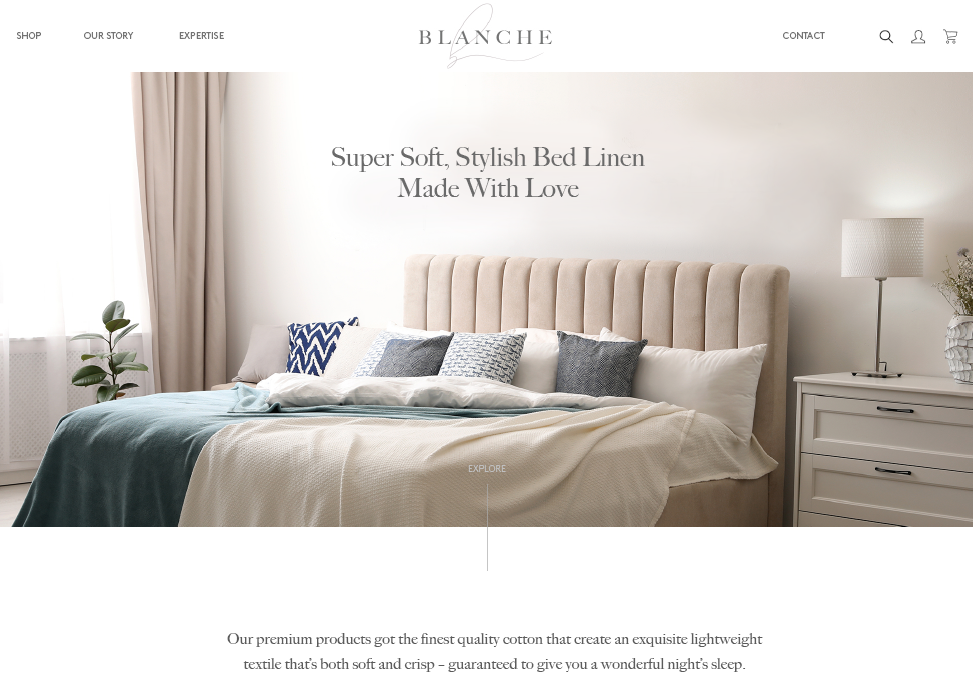 SHOP
OUR STORY
EXPERTISE
BLANCHE
CONTACT
Super Soft, Stylish Bed Linen
Made With Love
EXPLORE
Our premium products got the finest quality cotton that create an exquisite lightweight
textile that's both soft and crisp – guaranteed to give you a wonderful night's sleep.